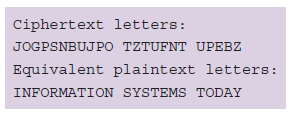 Ciphertext letters:
JOGPSNBUJPO TZTUFNT UPEBZ
Equivalent plaintext letters:
INFORMATION SYSTEMS TODAY